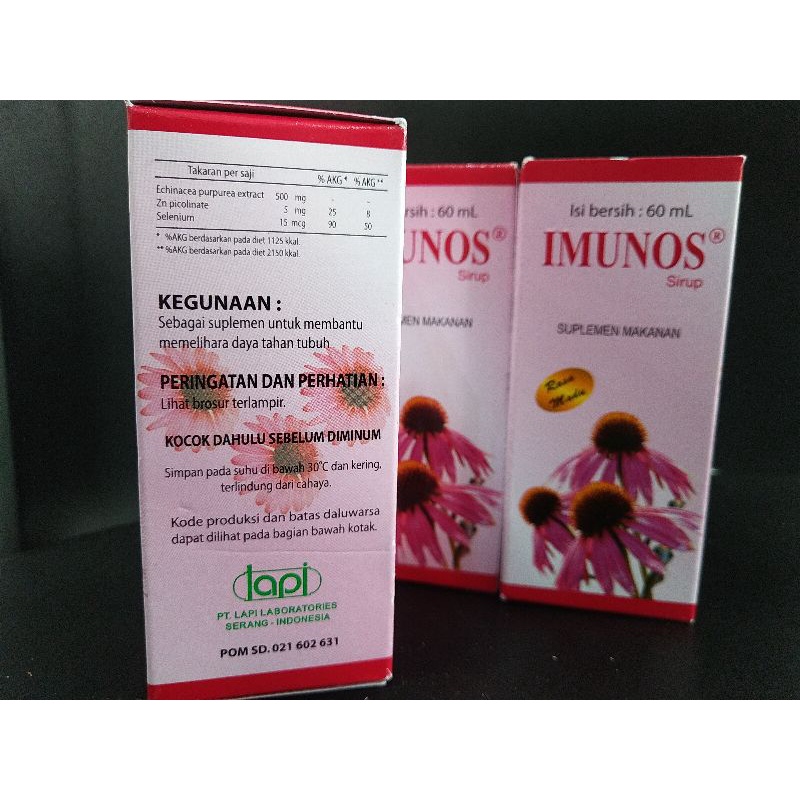 Takaran per saji % AKG * % AKG **
Echinacea purpurea extract 500 mg - -
Zn picolinate 5 mg 25 8
Selenium 15 mcg 90 50
* %AKG berdasarkan pada diet 1125 kkal.
** %AKG berdasarkan pada diet 2150 kkal.
KEGUNAAN :
Sebagai suplemen untuk membantu
memelihara daya tahan tubuh.
PERINGATAN DAN PERHATIAN :
Lihat brosur terlampir.
KOCOK DAHULU SEBELUM DIMINUM
Simpan pada suhu di bawah 30°C dan kering,
terlindung dari cahaya.
Kode produksi dan batas daluwarsa
dapat dilihat pada bagian bawah kotak.
lapi
PT. LAPI LABORATORIES
SERANG - INDONESIA
POM SD. 021 602 631
rsih : 60 mL
UNOS®
Sirup
MEN MAKANAN
Isi bersih : 60 mL
IMUNOS®
Sirup
SUPLEMEN MAKANAN
Rasa
Madu